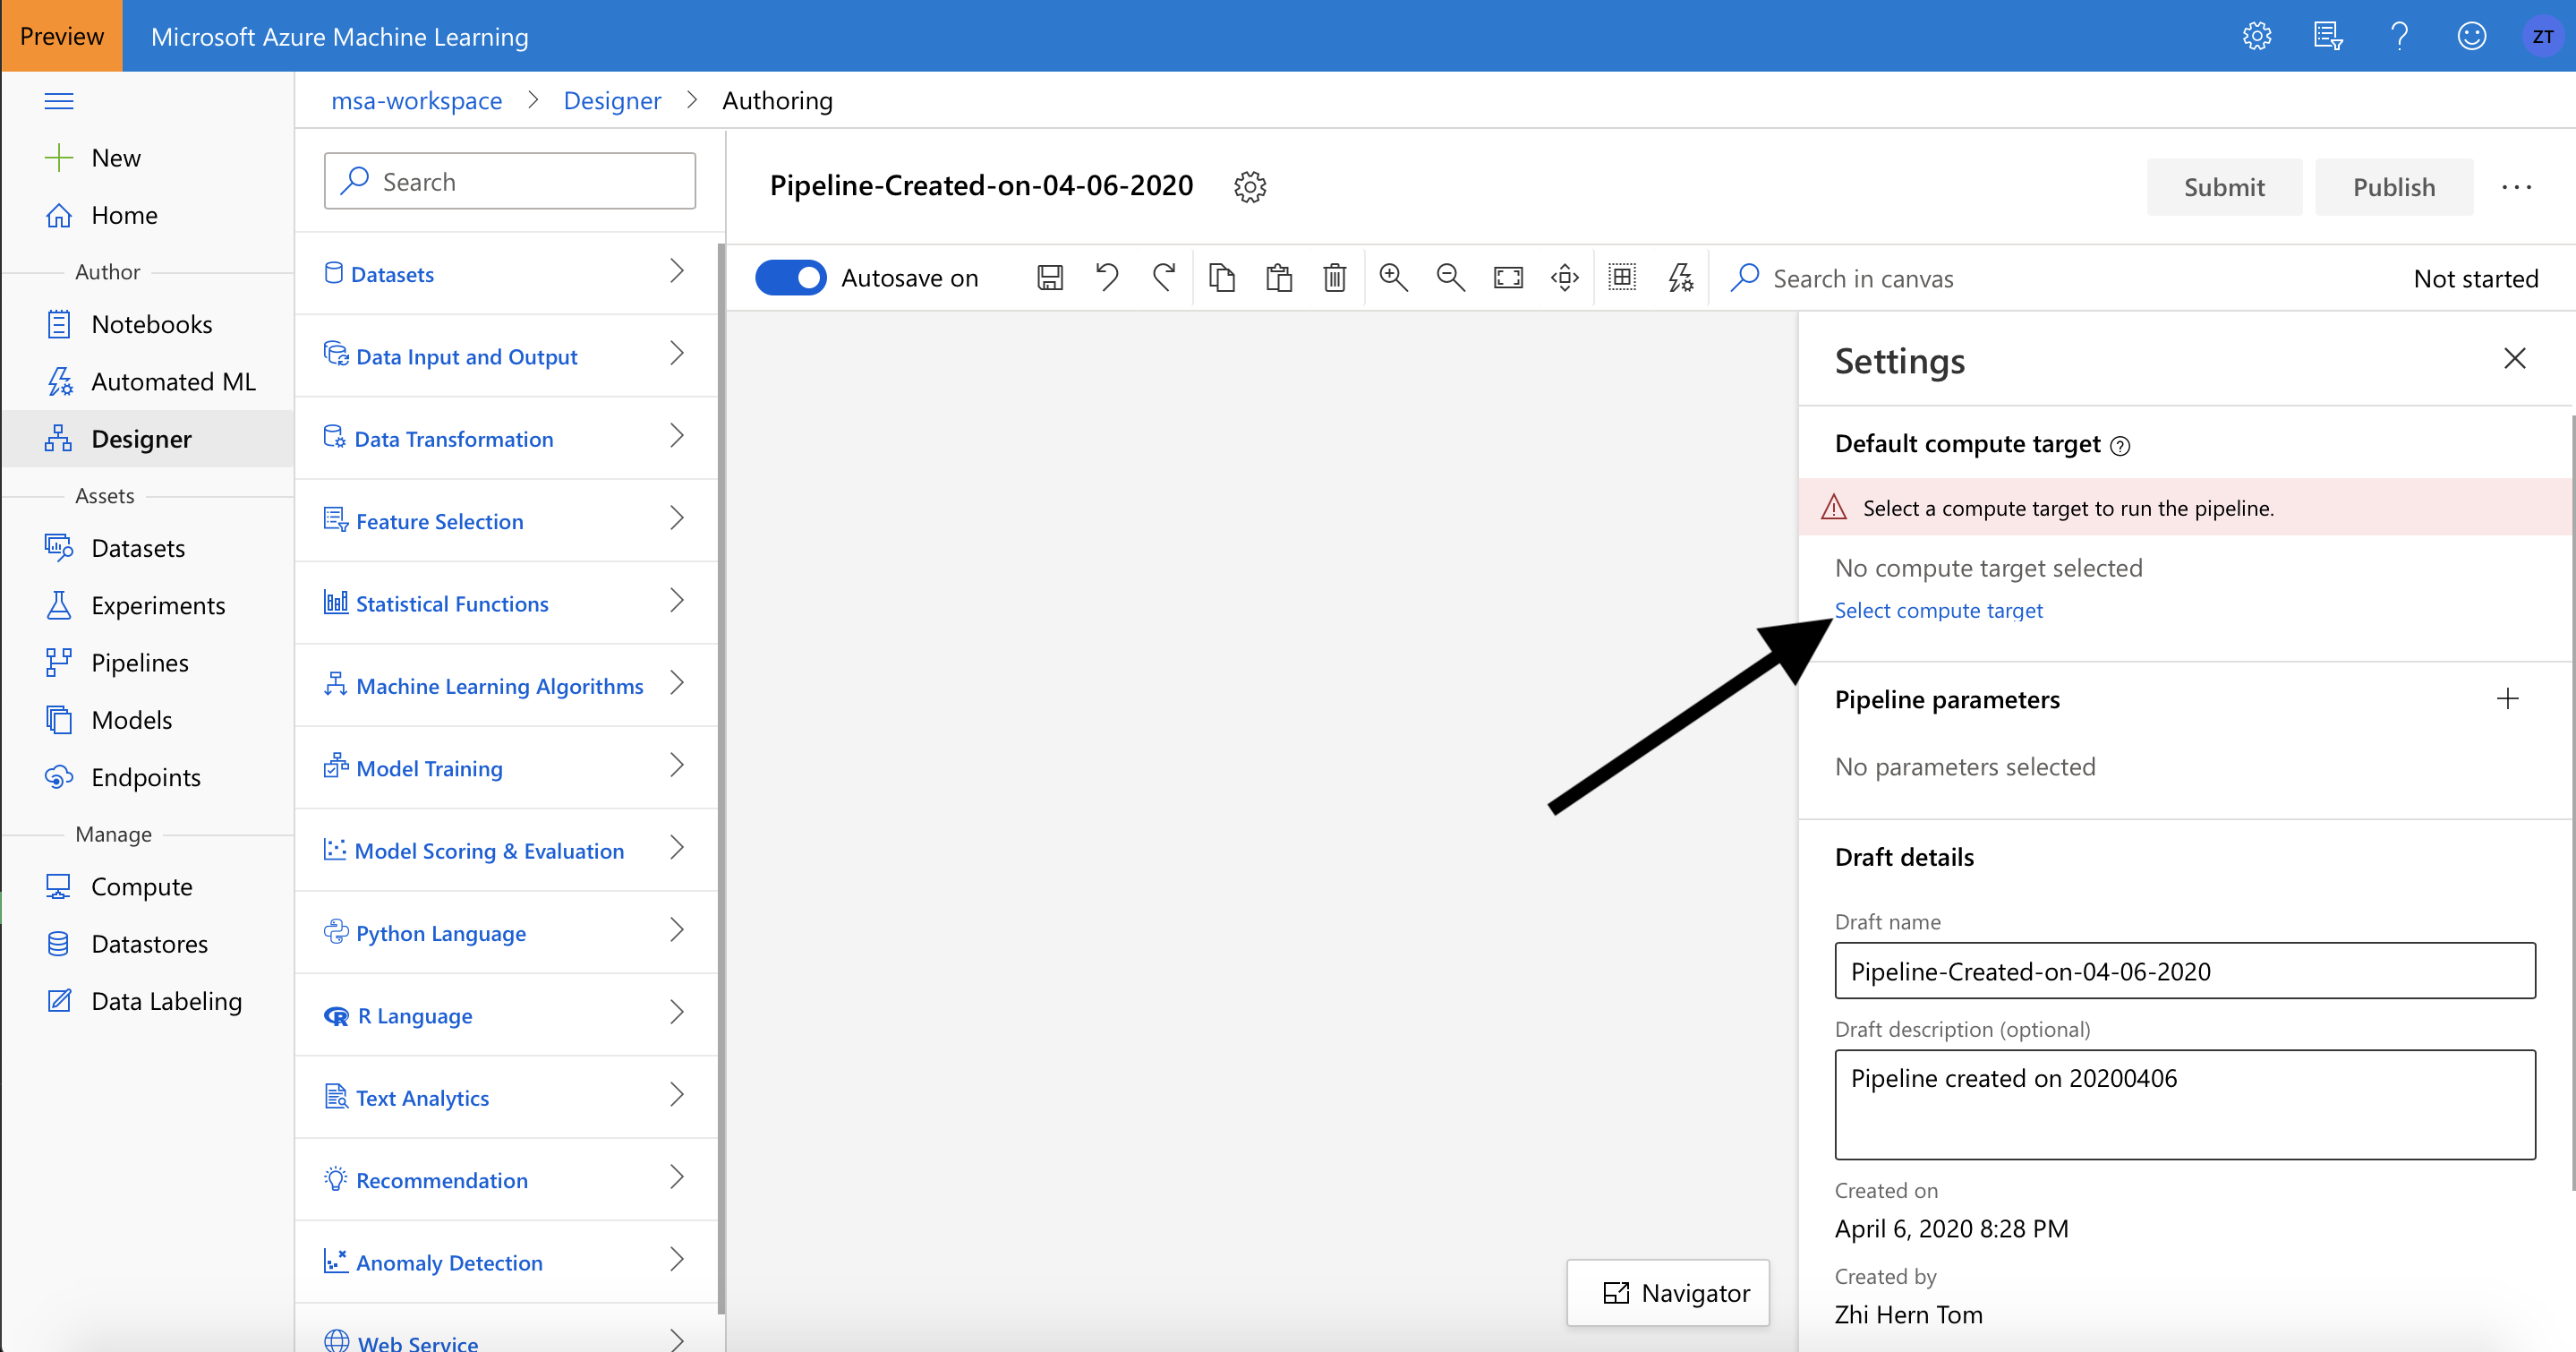 Preview
Microsoft Azure Machine Learning
ZT
msa-workspace > Designer > Authoring
New
Home
Author
Notebooks
Automated ML
Designer
Assets
Datasets
Experiments
Pipelines
Models
Endpoints
Manage
Compute
Datastores
Data Labeling
Search
Datasets
Data Input and Output
Data Transformation
Feature Selection
Statistical Functions
Machine Learning Algorithms
Model Training
Model Scoring & Evaluation
Python Language
R Language
Text Analytics
Recommendation
Anomaly Detection
Web Service
Pipeline-Created-on-04-06-2020
Submit
Publish
Autosave on
Search in canvas
Not started
Navigator
Settings
Default compute target
Select a compute target to run the pipeline.
No compute target selected
Select compute target
Pipeline parameters
No parameters selected
Draft details
Draft name
Pipeline-Created-on-04-06-2020
Draft description (optional)
Pipeline created on 20200406
Created on
April 6, 2020 8:28 PM
Created by
Zhi Hern Tom